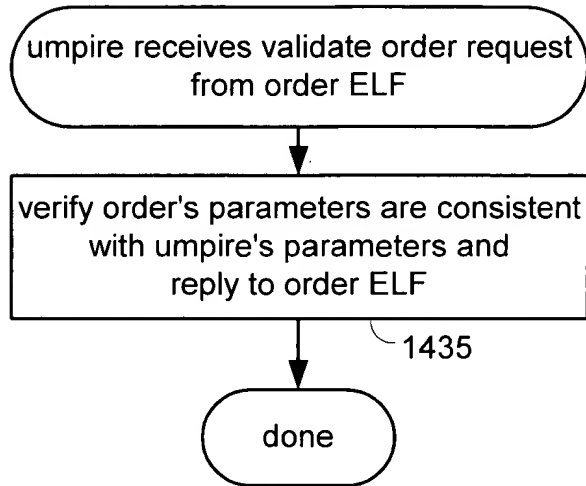 umpire receives validate order request
from order ELF
verify order's parameters are consistent
with umpire's parameters and
reply to order ELF
1435
done